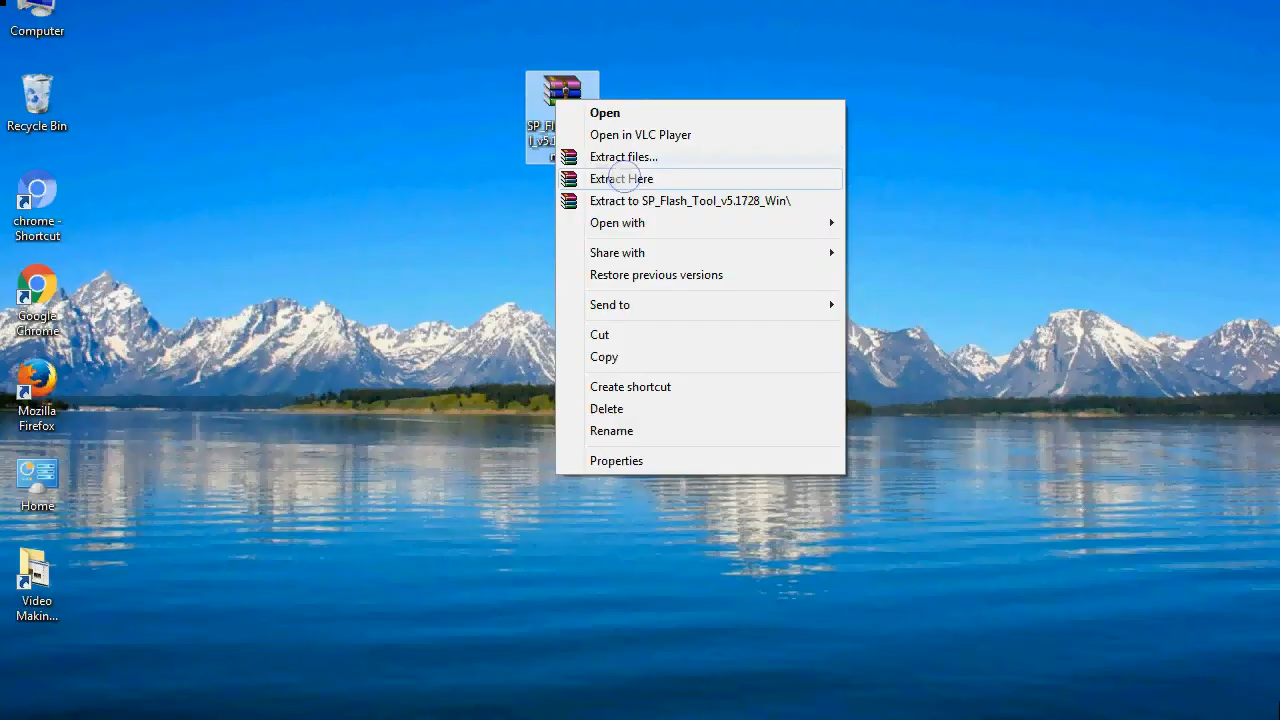 Computer
Recycle Bin
chrome -
Shortcut
Google
Chrome
Mozilla
Firefox
Home
Video
Makin...
SP_Fl
l_v5.1
Open
Open in VLC Player
Extract files...
Extract Here
Extract to SP_Flash_Tool_v5.1728_Win\
Open with
Share with
Restore previous versions
Send to
Cut
Copy
Create shortcut
Delete
Rename
Properties